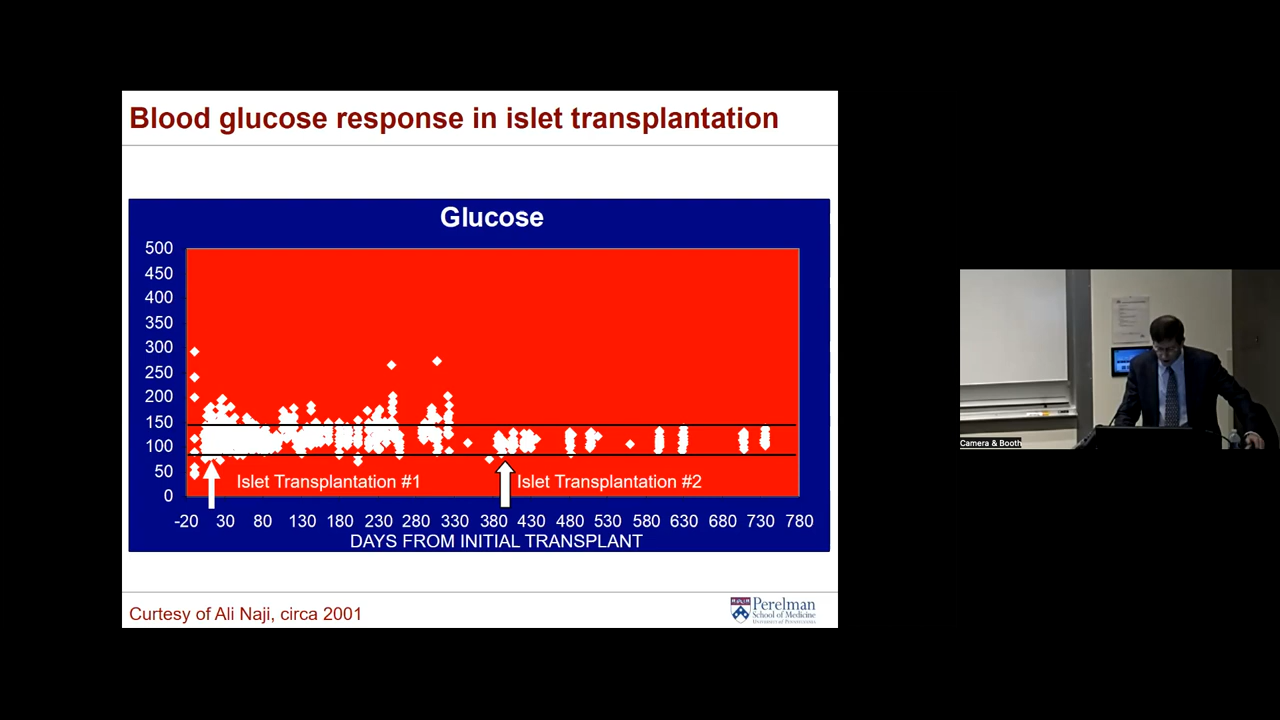 Blood glucose response in islet transplantation
Glucose
500
450
400
350
300
250
200
150
100
50
0
Islet Transplantation #1
Islet Transplantation #2
-20 30 80 130 180 230 280 330 380 430 480 530 580 630 680 730 780
DAYS FROM INITIAL TRANSPLANT
Curtesy of Ali Naji, circa 2001
Perelman
School of Medicine
University of Pennsylvania
Camera & Booth